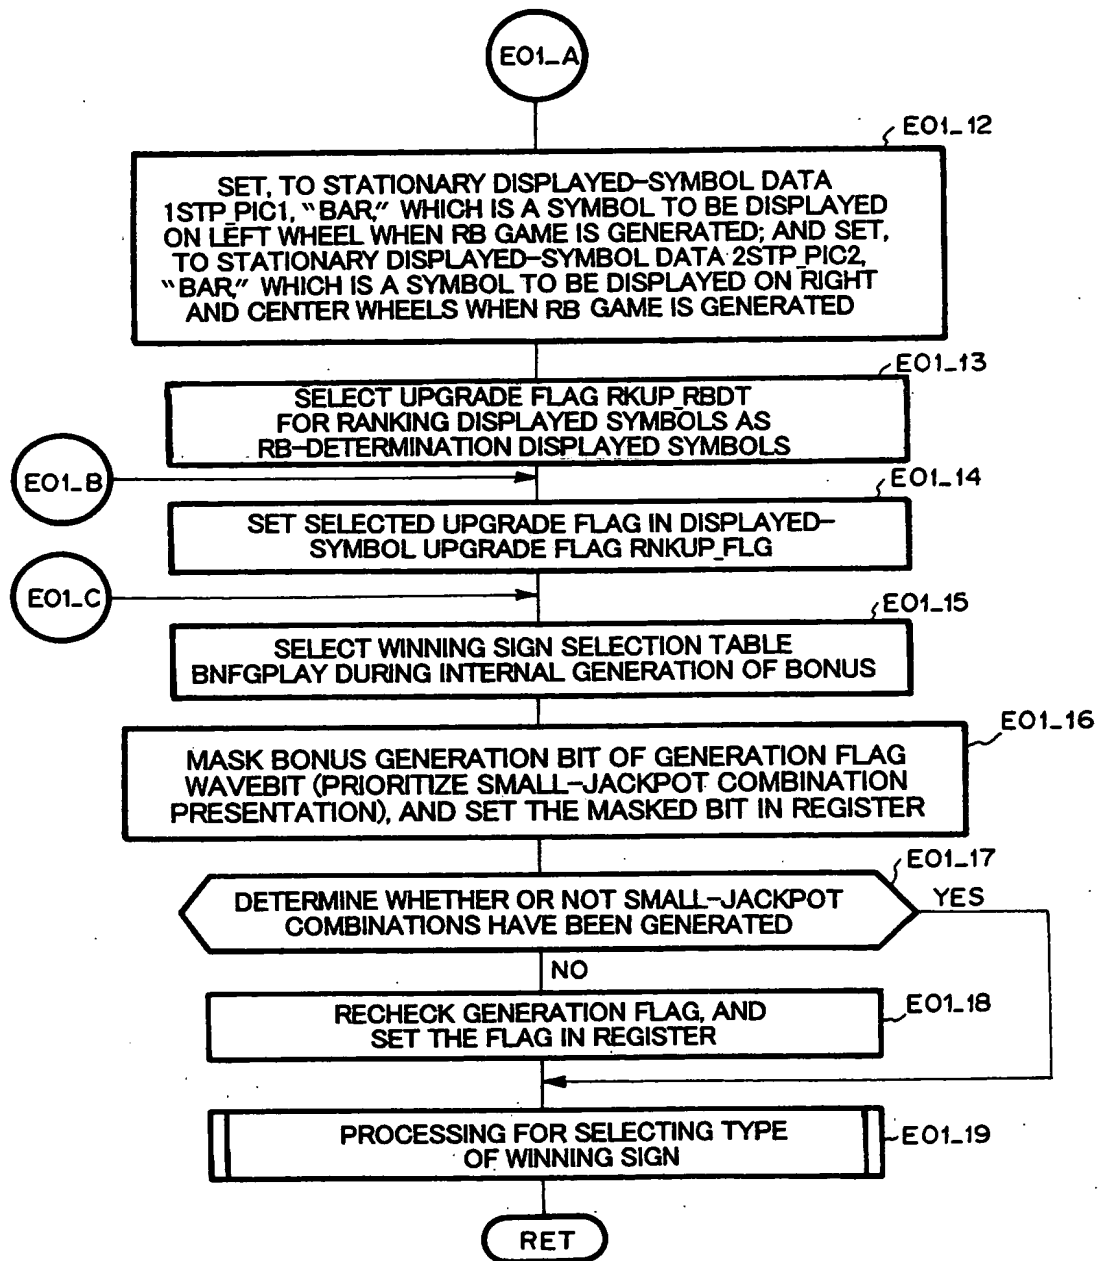 E01_A
E01_12
SET, TO STATIONARY DISPLAYED-SYMBOL DATA
1STP_PIC1, "BAR," WHICH IS A SYMBOL TO BE DISPLAYED
ON LEFT WHEEL WHEN RB GAME IS GENERATED; AND SET,
TO STATIONARY DISPLAYED-SYMBOL DATA 2STP_PIC2,
"BAR," WHICH IS A SYMBOL TO BE DISPLAYED ON RIGHT
AND CENTER WHEELS WHEN RB GAME IS GENERATED
E01_13
SELECT UPGRADE FLAG RKUP_RBDT
FOR RANKING DISPLAYED SYMBOLS AS
RB-DETERMINATION DISPLAYED SYMBOLS
E01_B
E01_14
SET SELECTED UPGRADE FLAG IN DISPLAYED-
SYMBOL UPGRADE FLAG RNKUP_FLG
E01_C
E01_15
SELECT WINNING SIGN SELECTION TABLE
BNFGPLAY DURING INTERNAL GENERATION OF BONUS
E01_16
MASK BONUS GENERATION BIT OF GENERATION FLAG
WAVEBIT (PRIORITIZE SMALL-JACKPOT COMBINATION
PRESENTATION), AND SET THE MASKED BIT IN REGISTER
E01_17
DETERMINE WHETHER OR NOT SMALL-JACKPOT
COMBINATIONS HAVE BEEN GENERATED
YES
NO
E01_18
RECHECK GENERATION FLAG, AND
SET THE FLAG IN REGISTER
E01_19
PROCESSING FOR SELECTING TYPE
OF WINNING SIGN
RET